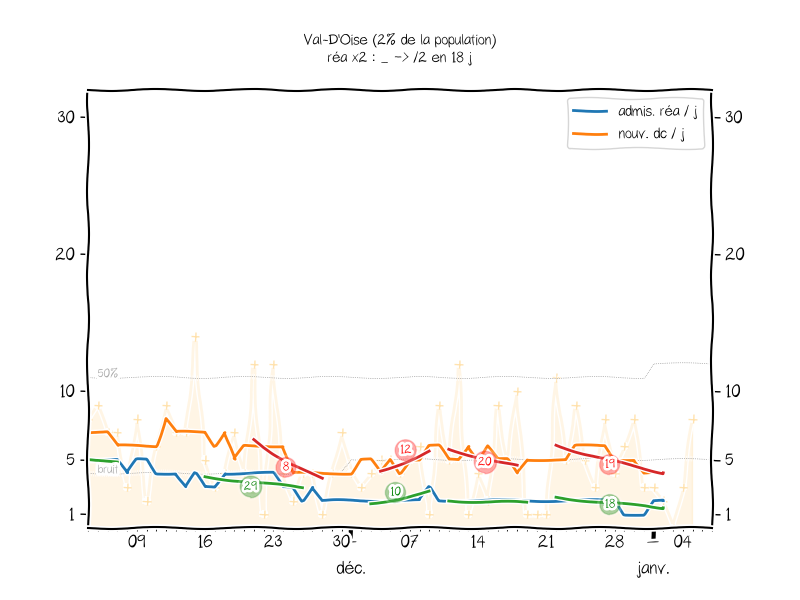 Val-D'Oise (2% de la population)
réa x2 : _ -> /2 en 18 j
admis. réa / j
nouv. dc / j
30
30
20
20
50%
10
10
12
20
19
8
5
5
bruit
29
10
18
1
1
09 16 23 30 07 14 21 28 04
déc. janv.